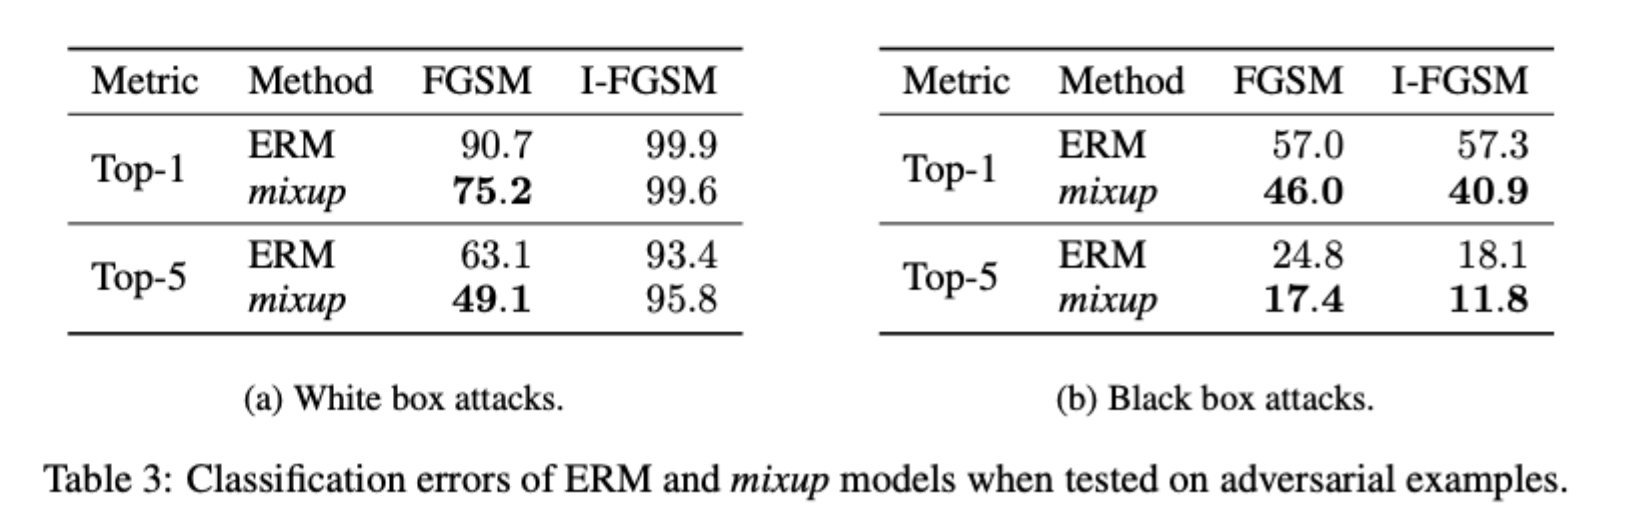 Metric Method FGSM I-FGSM
Top-1 ERM 90.7 99.9
mixup 75.2 99.6
Top-5 ERM 63.1 93.4
mixup 49.1 95.8
(a) White box attacks.
Metric Method FGSM I-FGSM
Top-1 ERM 57.0 57.3
mixup 46.0 40.9
Top-5 ERM 24.8 18.1
mixup 17.4 11.8
(b) Black box attacks.
Table 3: Classification errors of ERM and mixup models when tested on adversarial examples.